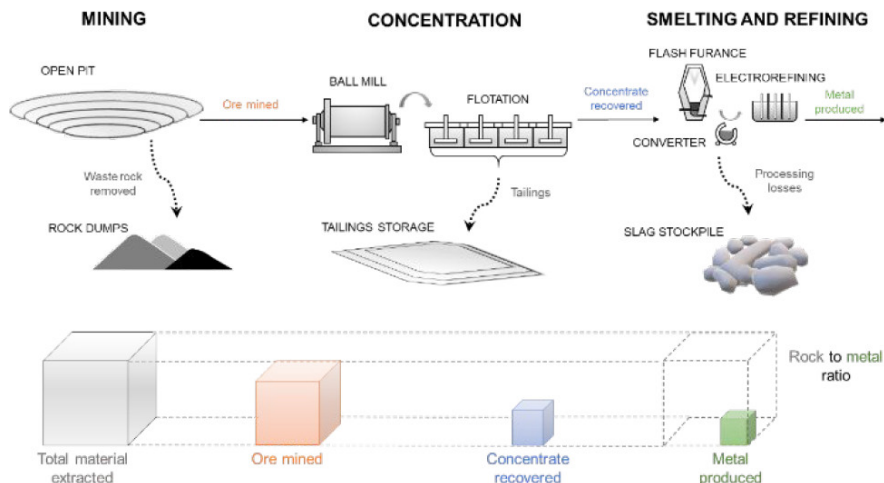 MINING
CONCENTRATION
SMELTING AND REFINING
FLASH FURANCE
OPEN PIT
BALL MILL
ELECTROREFINING
Ore mined
FLOTATION
Concentrate
recovered
Metal
produced
CONVERTER
Waste rock
removed
Tailings
Processing
losses
ROCK DUMPS
TAILINGS STORAGE
SLAG STOCKPILE
Rock to metal
ratio
Total material
extracted
Ore mined
Concentrate
recovered
Metal
produced